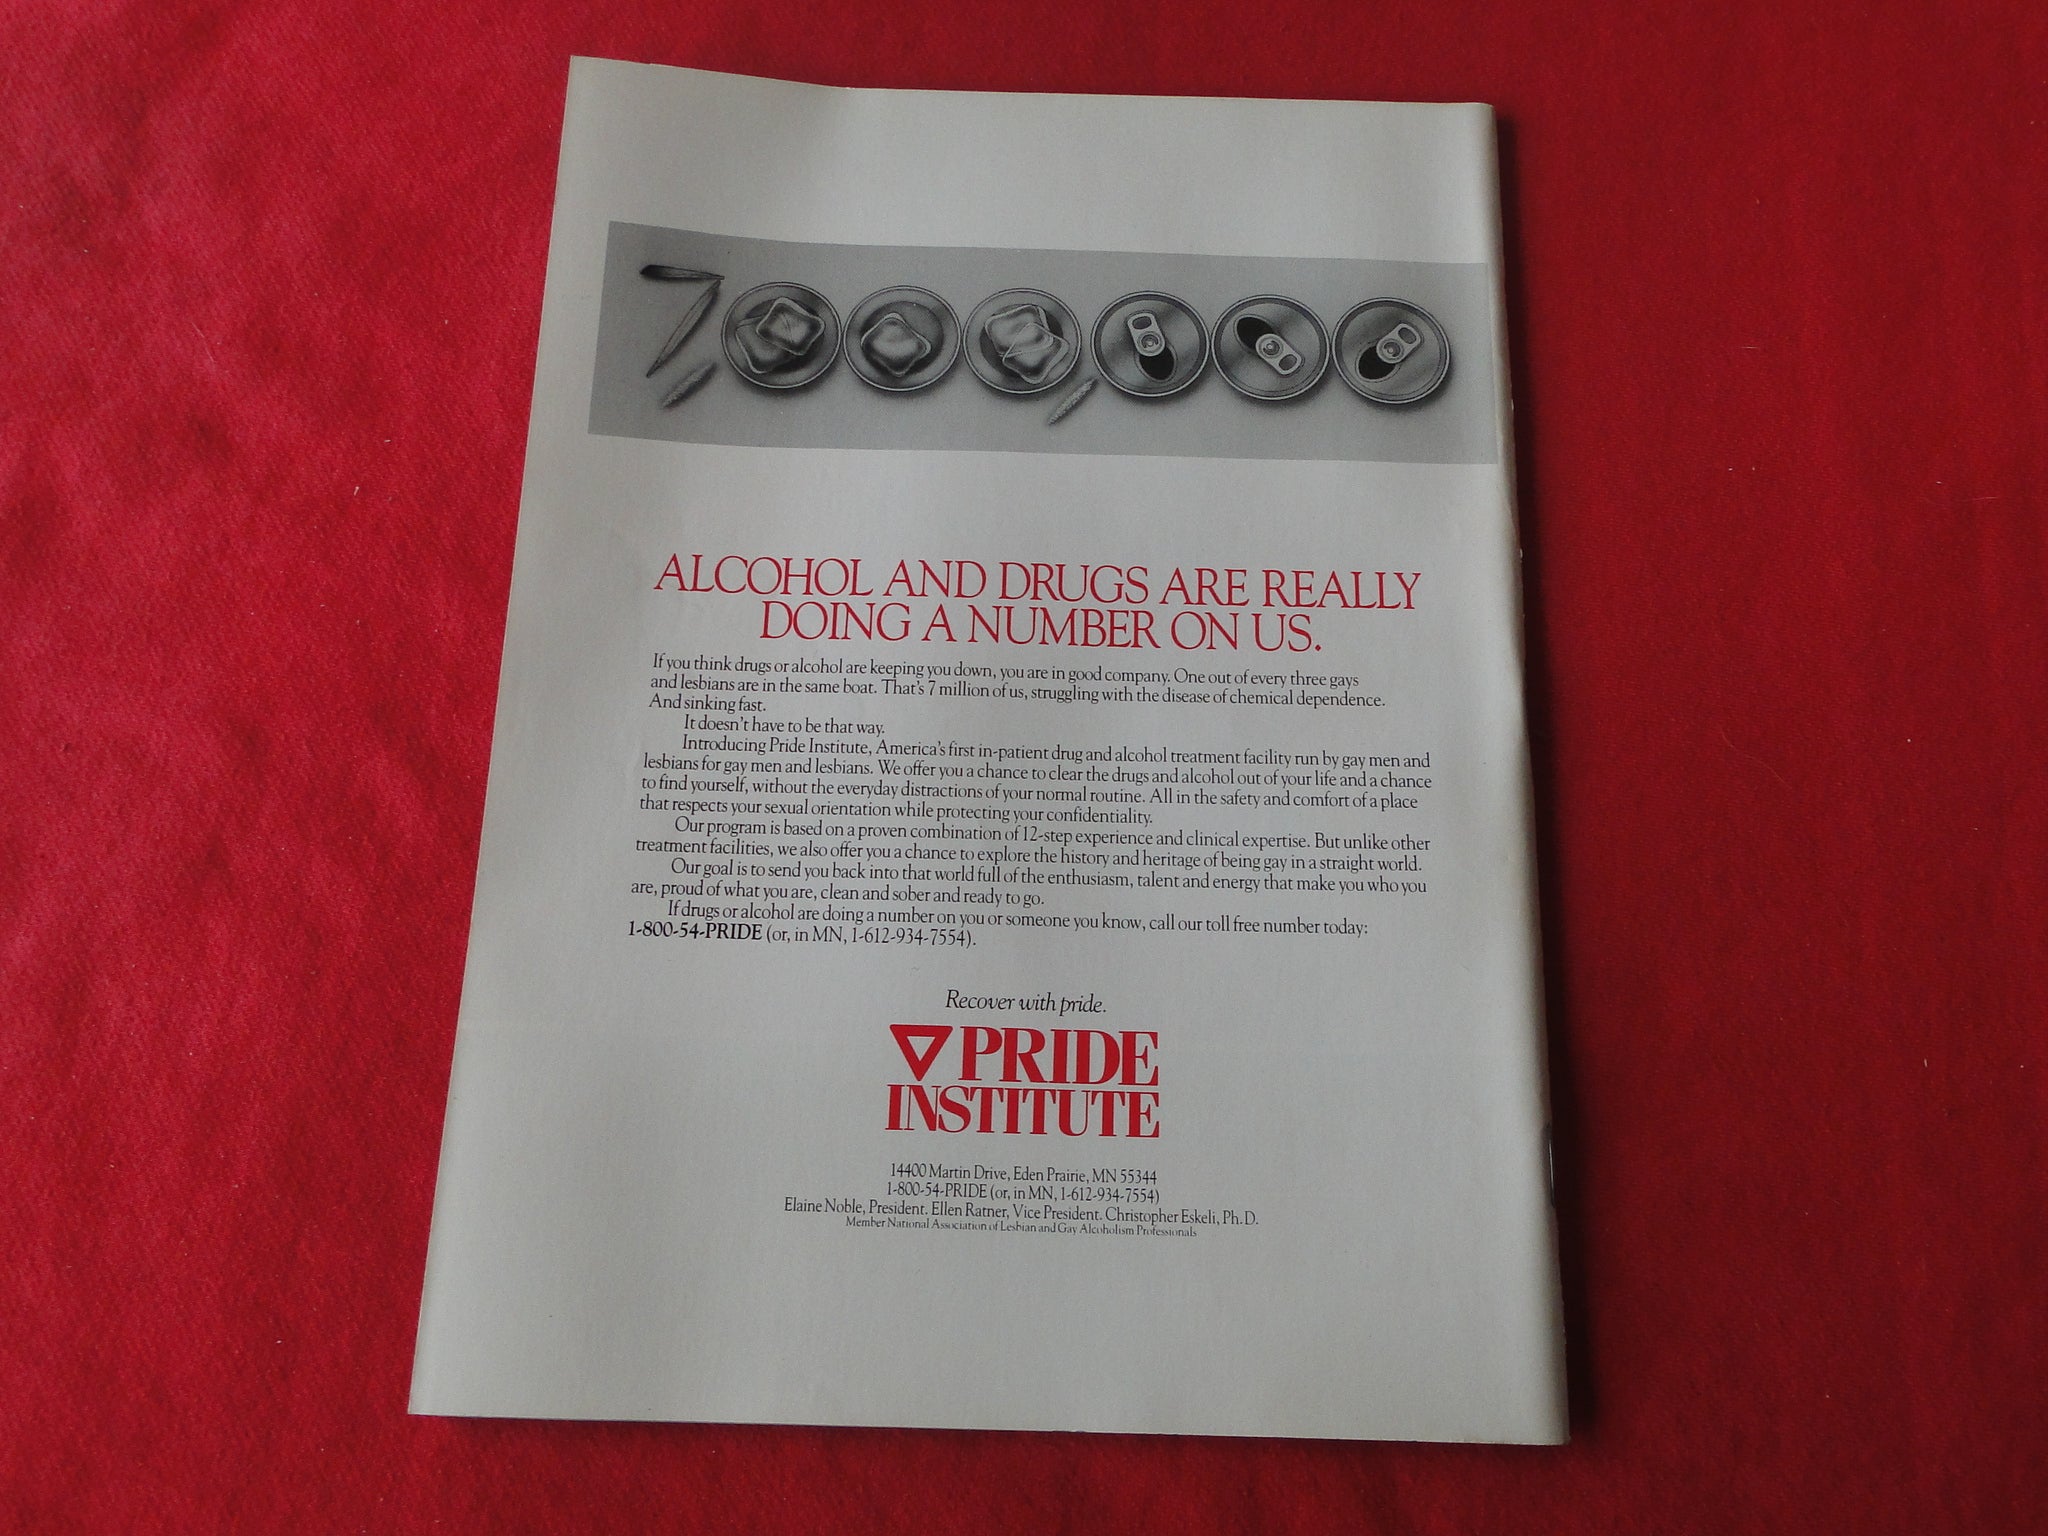 7,000,000
ALCOHOL AND DRUGS ARE REALLY
DOING A NUMBER ON US.
If you think drugs or alcohol are keeping you down, you are in good company. One out of every three gays
and lesbians are in the same boat. That's 7 million of us, struggling with the disease of chemical dependence.
And sinking fast.
It doesn't have to be that way.
Introducing Pride Institute, America's first in-patient drug and alcohol treatment facility run by gay men and
lesbians for gay men and lesbians. We offer you a chance to clear the drugs and alcohol out of your life and a chance
to find yourself, without the everyday distractions of your normal routine. All in the safety and comfort of a place
that respects your sexual orientation while protecting your confidentiality.
Our program is based on a proven combination of 12-step experience and clinical expertise. But unlike other
treatment facilities, we also offer you a chance to explore the history and heritage of being gay in a straight world.
Our goal is to send you back into that world full of the enthusiasm, talent and energy that make you who you
are, proud of what you are, clean and sober and ready to go.
If drugs or alcohol are doing a number on you or someone you know, call our toll free number today:
1-800-54-PRIDE (or, in MN, 1-612-934-7554).
Recover with pride.
PRIDE
INSTITUTE
14400 Martin Drive, Eden Prairie, MN 55344
1-800-54-PRIDE (or, in MN, 1-612-934-7554)
Elaine Noble, President. Ellen Ratner, Vice President. Christopher Eskeli, Ph.D.
Member National Association of Lesbian and Gay Alcoholism Professionals